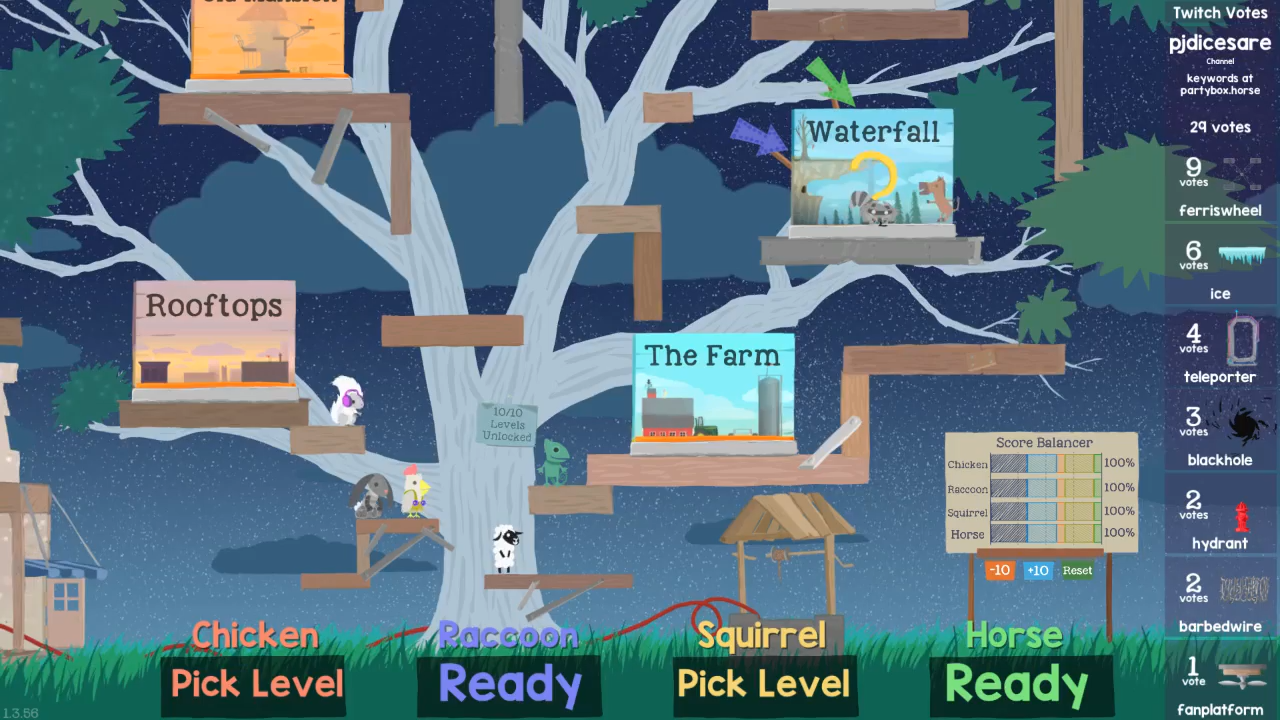 Old Mansion
Waterfall
Rooftops
The Farm
10/10
Levels
Unlocked
Score Balancer
Chicken 100%
Raccoon 100%
Squirrel 100%
Horse 100%
-10 +10 Reset
Chicken
Pick Level
Raccoon
Ready
Squirrel
Pick Level
Horse
Ready
1.3.56
Twitch Votes
pjdicesare
Channel
keywords at
partybox.horse
29 votes
9
votes
ferriswheel
6
votes
ice
4
votes
teleporter
3
votes
blackhole
2
votes
hydrant
2
votes
barbedwire
1
vote
fanplatform